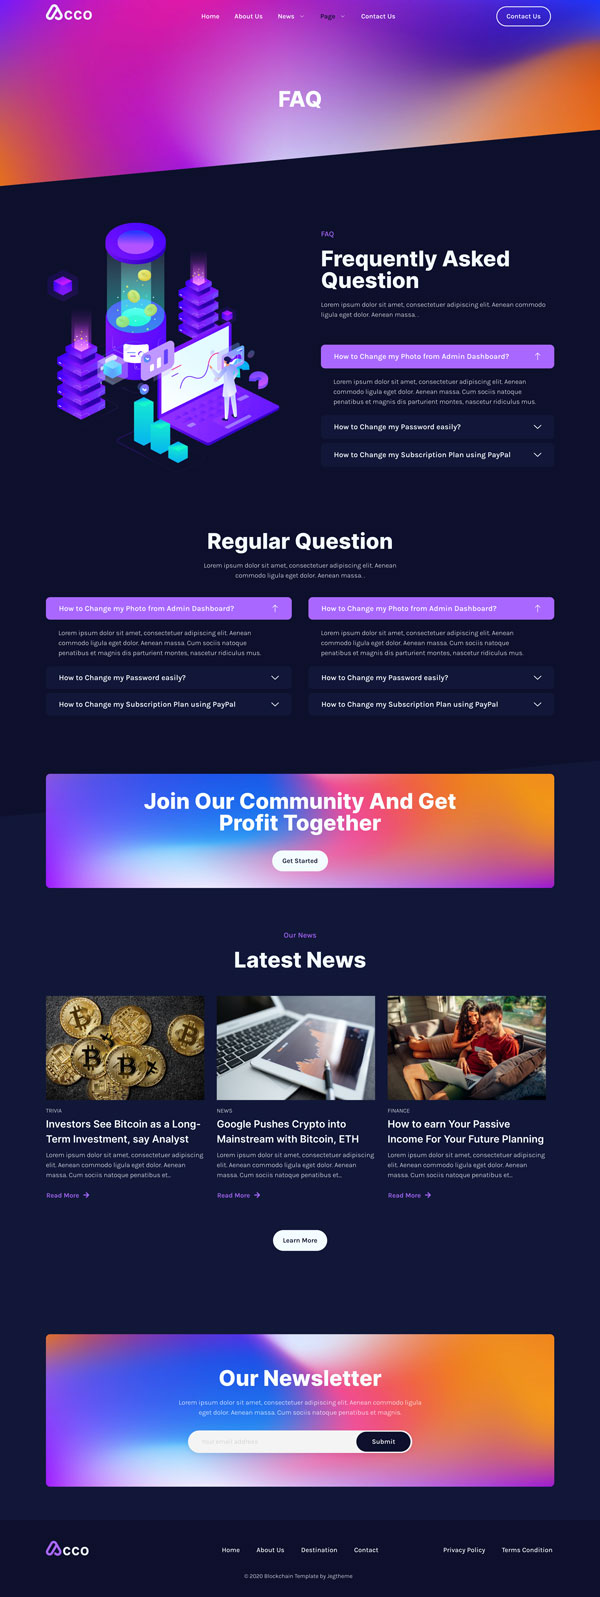 Acco
Home About Us News Page Contact Us
Contact Us
FAQ
FAQ
Frequently Asked
Question
Lorem ipsum dolor sit amet, consectetuer adipiscing elit. Aenean commodo
ligula eget dolor. Aenean massa. .
How to Change my Photo from Admin Dashboard?
Lorem ipsum dolor sit amet, consectetuer adipiscing elit. Aenean
commodo ligula eget dolor. Aenean massa. Cum sociis natoque
penatibus et magnis dis parturient montes, nascetur ridiculus mus.
How to Change my Password easily?
How to Change my Subscription Plan using PayPal
Regular Question
Lorem ipsum dolor sit amet, consectetuer adipiscing elit. Aenean
commodo ligula eget dolor. Aenean massa. .
How to Change my Photo from Admin Dashboard?
Lorem ipsum dolor sit amet, consectetuer adipiscing elit. Aenean
commodo ligula eget dolor. Aenean massa. Cum sociis natoque
penatibus et magnis dis parturient montes, nascetur ridiculus mus.
How to Change my Password easily?
How to Change my Subscription Plan using PayPal
How to Change my Photo from Admin Dashboard?
Lorem ipsum dolor sit amet, consectetuer adipiscing elit. Aenean
commodo ligula eget dolor. Aenean massa. Cum sociis natoque
penatibus et magnis dis parturient montes, nascetur ridiculus mus.
How to Change my Password easily?
How to Change my Subscription Plan using PayPal
Join Our Community And Get
Profit Together
Get Started
Our News
Latest News
TRIVIA
Investors See Bitcoin as a Long-
Term Investment, say Analyst
Lorem ipsum dolor sit amet, consectetuer adipiscing
elit. Aenean commodo ligula eget dolor. Aenean
massa. Cum sociis natoque penatibus et...
Read More
NEWS
Google Pushes Crypto into
Mainstream with Bitcoin, ETH
Lorem ipsum dolor sit amet, consectetuer adipiscing
elit. Aenean commodo ligula eget dolor. Aenean
massa. Cum sociis natoque penatibus et...
Read More
FINANCE
How to earn Your Passive
Income For Your Future Planning
Lorem ipsum dolor sit amet, consectetuer adipiscing
elit. Aenean commodo ligula eget dolor. Aenean
massa. Cum sociis natoque penatibus et...
Read More
Learn More
Our Newsletter
Lorem ipsum dolor sit amet, consectetuer adipiscing elit. Aenean commodo ligula
eget dolor. Aenean massa. Cum sociis natoque penatibus et magnis.
Your email address
Submit
Acco
Home About Us Destination Contact
Privacy Policy Terms Condition
© 2020 Blockchain Template by Jegtheme